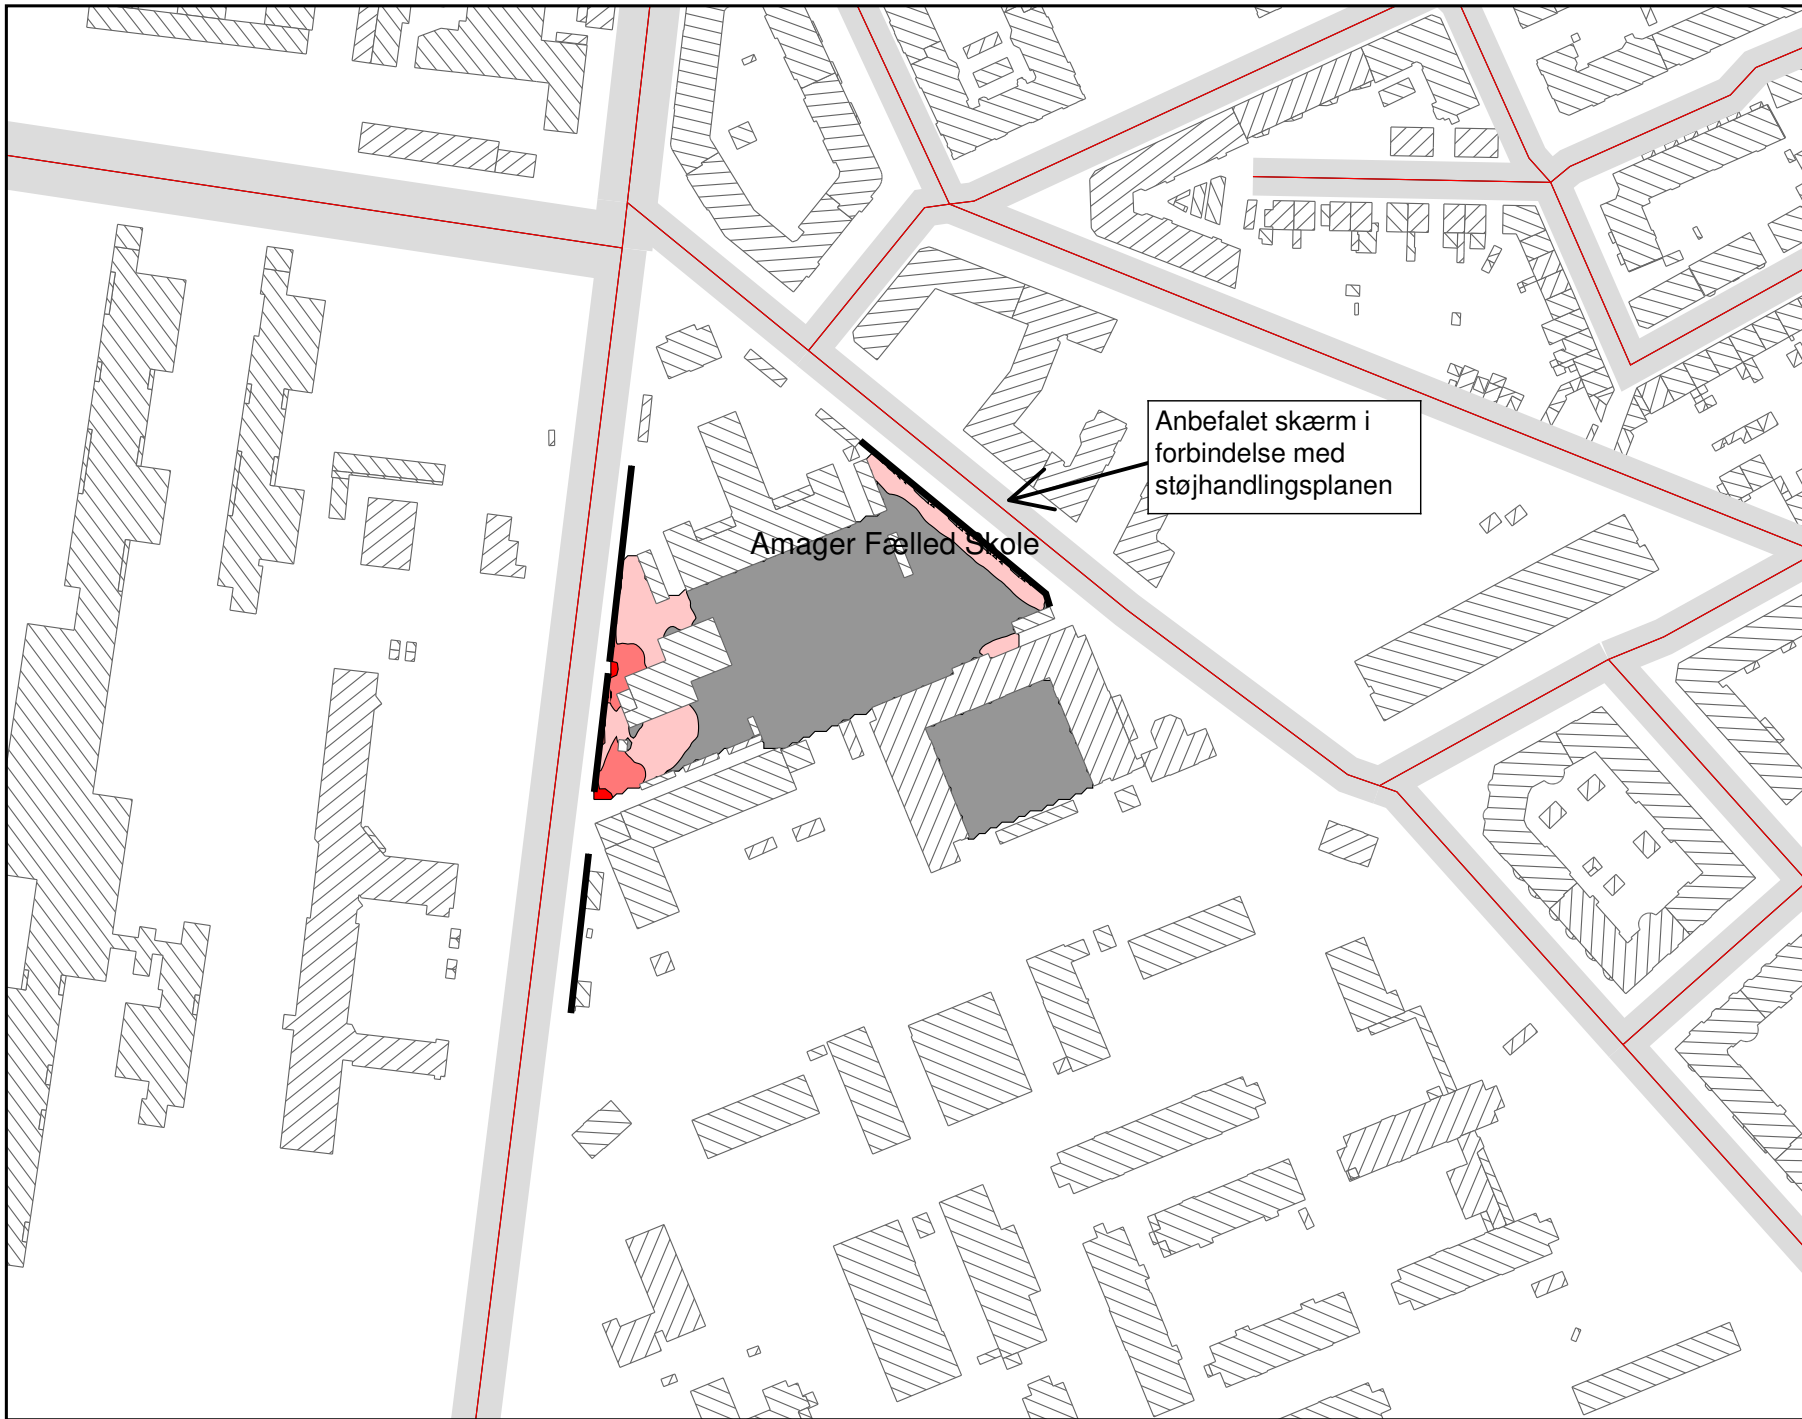 Anbefalet skærm i
forbindelse med
støjhandlingsplanen
Amager Fælled Skole